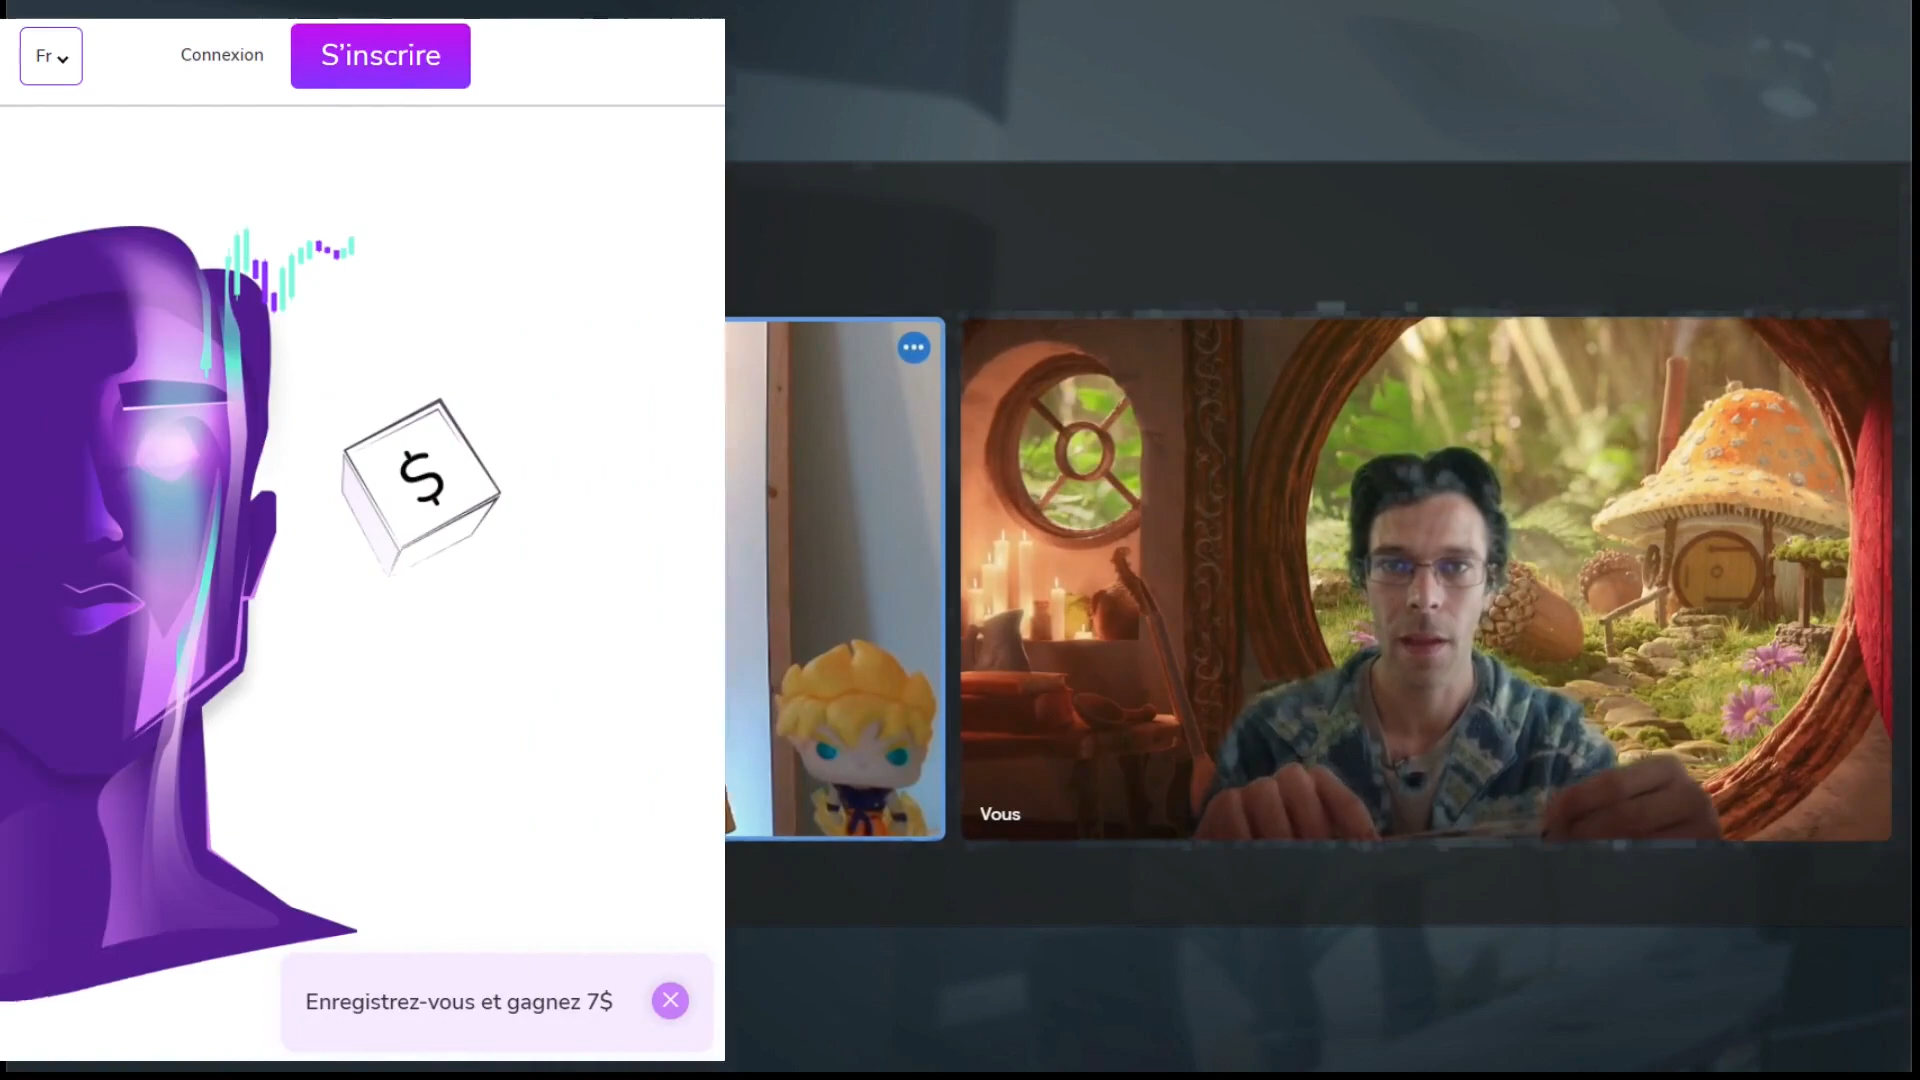 Fr
Connexion
S'inscrire
$
Vous
Enregistrez-vous et gagnez 7$